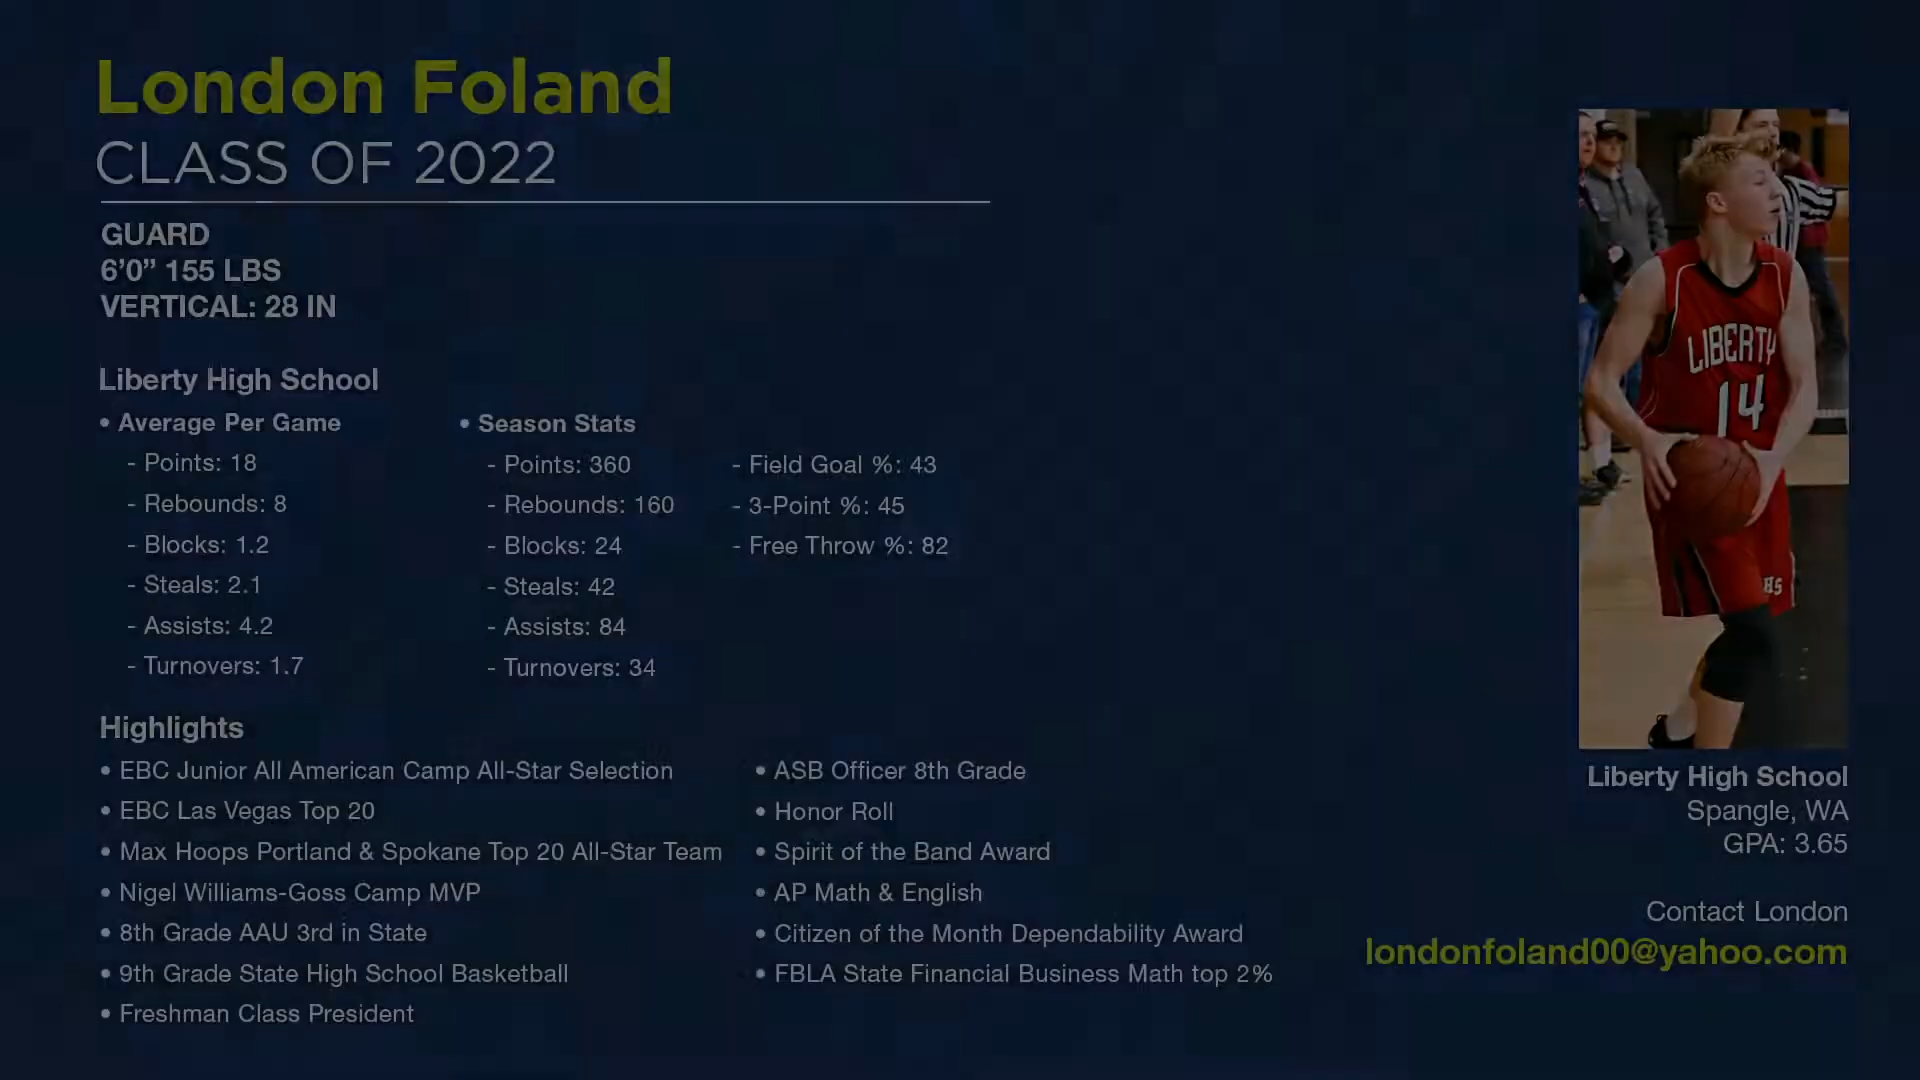 London Foland
CLASS OF 2022
GUARD
6’0” 155 LBS
VERTICAL: 28 IN
Liberty High School
• Average Per Game
- Points: 18
- Rebounds: 8
- Blocks: 1.2
- Steals: 2.1
- Assists: 4.2
- Turnovers: 1.7
• Season Stats
- Points: 360
- Rebounds: 160
- Blocks: 24
- Steals: 42
- Assists: 84
- Turnovers: 34
- Field Goal %: 43
- 3-Point %: 45
- Free Throw %: 82
Highlights
• EBC Junior All American Camp All-Star Selection
• EBC Las Vegas Top 20
• Max Hoops Portland & Spokane Top 20 All-Star Team
• Nigel Williams-Goss Camp MVP
• 8th Grade AAU 3rd in State
• 9th Grade State High School Basketball
• Freshman Class President
• ASB Officer 8th Grade
• Honor Roll
• Spirit of the Band Award
• AP Math & English
• Citizen of the Month Dependability Award
• FBLA State Financial Business Math top 2%
LIBERTY
14
HS
Liberty High School
Spangle, WA
GPA: 3.65
Contact London
londonfoland00@yahoo.com